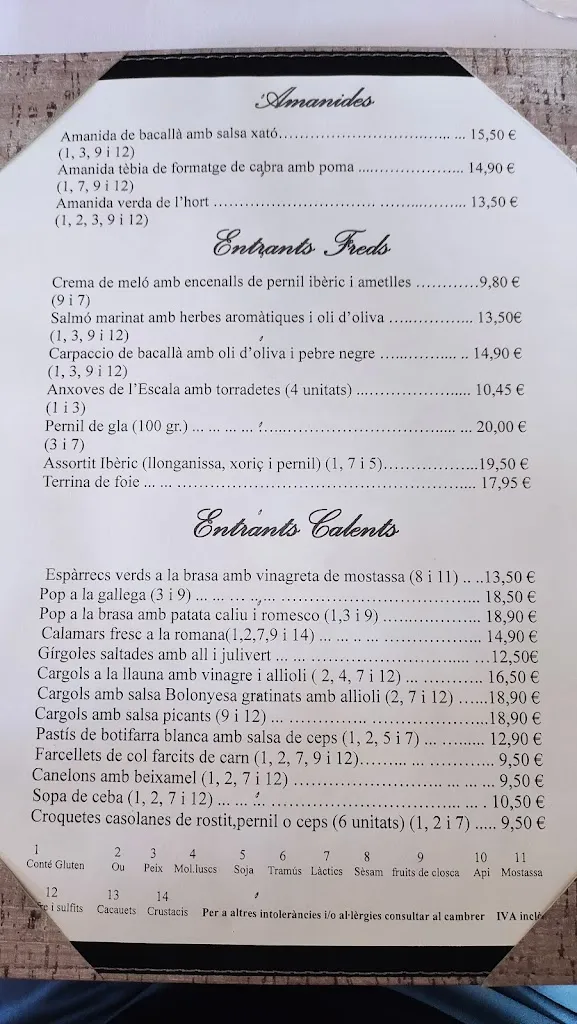 Amanides
Amanida de bacallà amb salsa xató........................................ ... 15,50 €
(1, 3, 9 i 12)
Amanida tèbia de formatge de cabra amb poma ........................ 14,90 €
(1, 7, 9 i 12)
Amanida verda de l'hort ........................................................ 13,50 €
(1, 2, 3, 9 i 12)
Entrants Freds
Crema de meló amb encenalls de pernil ibèric i ametlles ............9,80 €
(9 i 7)
Salmó marinat amb herbes aromàtiques i oli d'oliva .................... 13,50€
(1, 3, 9 i 12)
Carpaccio de bacallà amb oli d'oliva i pebre negre ................ .. 14,90 €
(1, 3, 9 i 12)
Anxoves de l'Escala amb torradetes (4 unitats) ......................... 10,45 €
(1 i 3)
Pernil de gla (100 gr.) ... ... ... ... ........................................ ... 20,00 €
(3 i 7)
Assortit Ibèric (llonganissa, xoriç i pernil) (1, 7 i 5)....................19,50 €
Terrina de foie ... ... ............................................................ ... 17,95 €
Entrants Calents
Espàrrecs verds a la brasa amb vinagreta de mostassa (8 i 11) .. ..13,50 €
Pop a la gallega (3 i 9) ... ... ... ... .......................................... 18,50 €
Pop a la brasa amb patata caliu i romesco (1,3 i 9) .....................18,90 €
Calamars fresc a la romana(1,2,7,9 i 14) ... ... .. ... .................. 14,90 €
Gírgoles saltades amb all i julivert ... ... ............................. ...12,50€
Cargols a la llauna amb vinagre i allioli ( 2, 4, 7 i 12) ................. 16,50 €
Cargols amb salsa Bolonyesa gratinats amb allioli (2, 7 i 12) ......18,90 €
Cargols amb salsa picants (9 i 12) ... ........................................18,90 €
Pastís de botifarra blanca amb salsa de ceps (1, 2, 5 i 7) ... ......... 12,90 €
Farcellets de col farcits de carn (1, 2, 7, 9 i 12)......... ... ............... 9,50 €
Canelons amb beixamel (1, 2, 7 i 12) ................................. ... ... 9,50 €
Sopa de ceba (1, 2, 7 i 12) ... ... .......................................... ... . 10,50 €
Croquetes casolanes de rostit,pernil o ceps (6 unitats) (1, 2 i 7) ..... 9,50 €
1 2 3 4 5 6 7 8 9 10 11
Conté Gluten Ou Peix Mol.luscs Soja Tramús Làctics Sèsam fruits de closca Api Mostassa
12 13 14
i sulfits Cacauets Crustacis Per a altres intoleràncies i/o al·lèrgies consultar al cambrer IVA